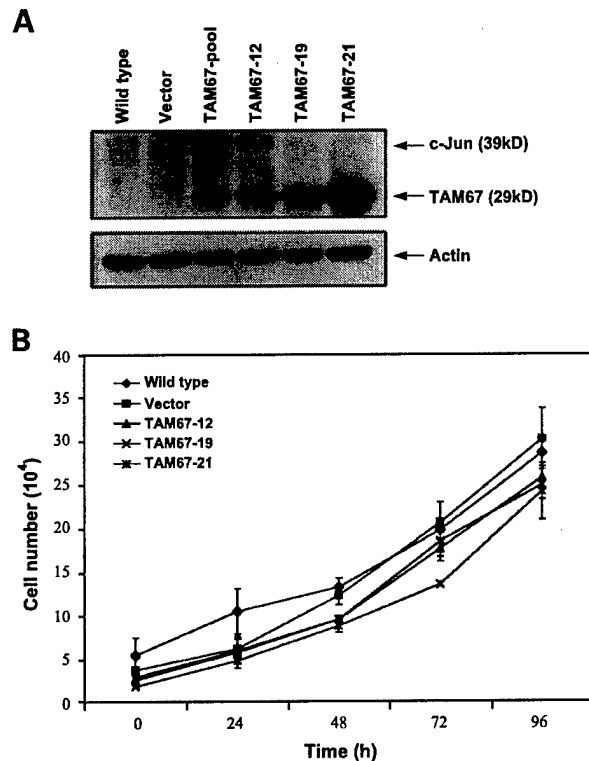 A
Wild type
Vector
TAM67-pool
TAM67-12
TAM67-19
TAM67-21
c-Jun (39kD)
TAM67 (29kD)
Actin
B
40
35
30
25
20
15
10
5
0
Cell number (10⁴)
Wild type
Vector
TAM67-12
TAM67-19
TAM67-21
0 24 48 72 96
Time (h)